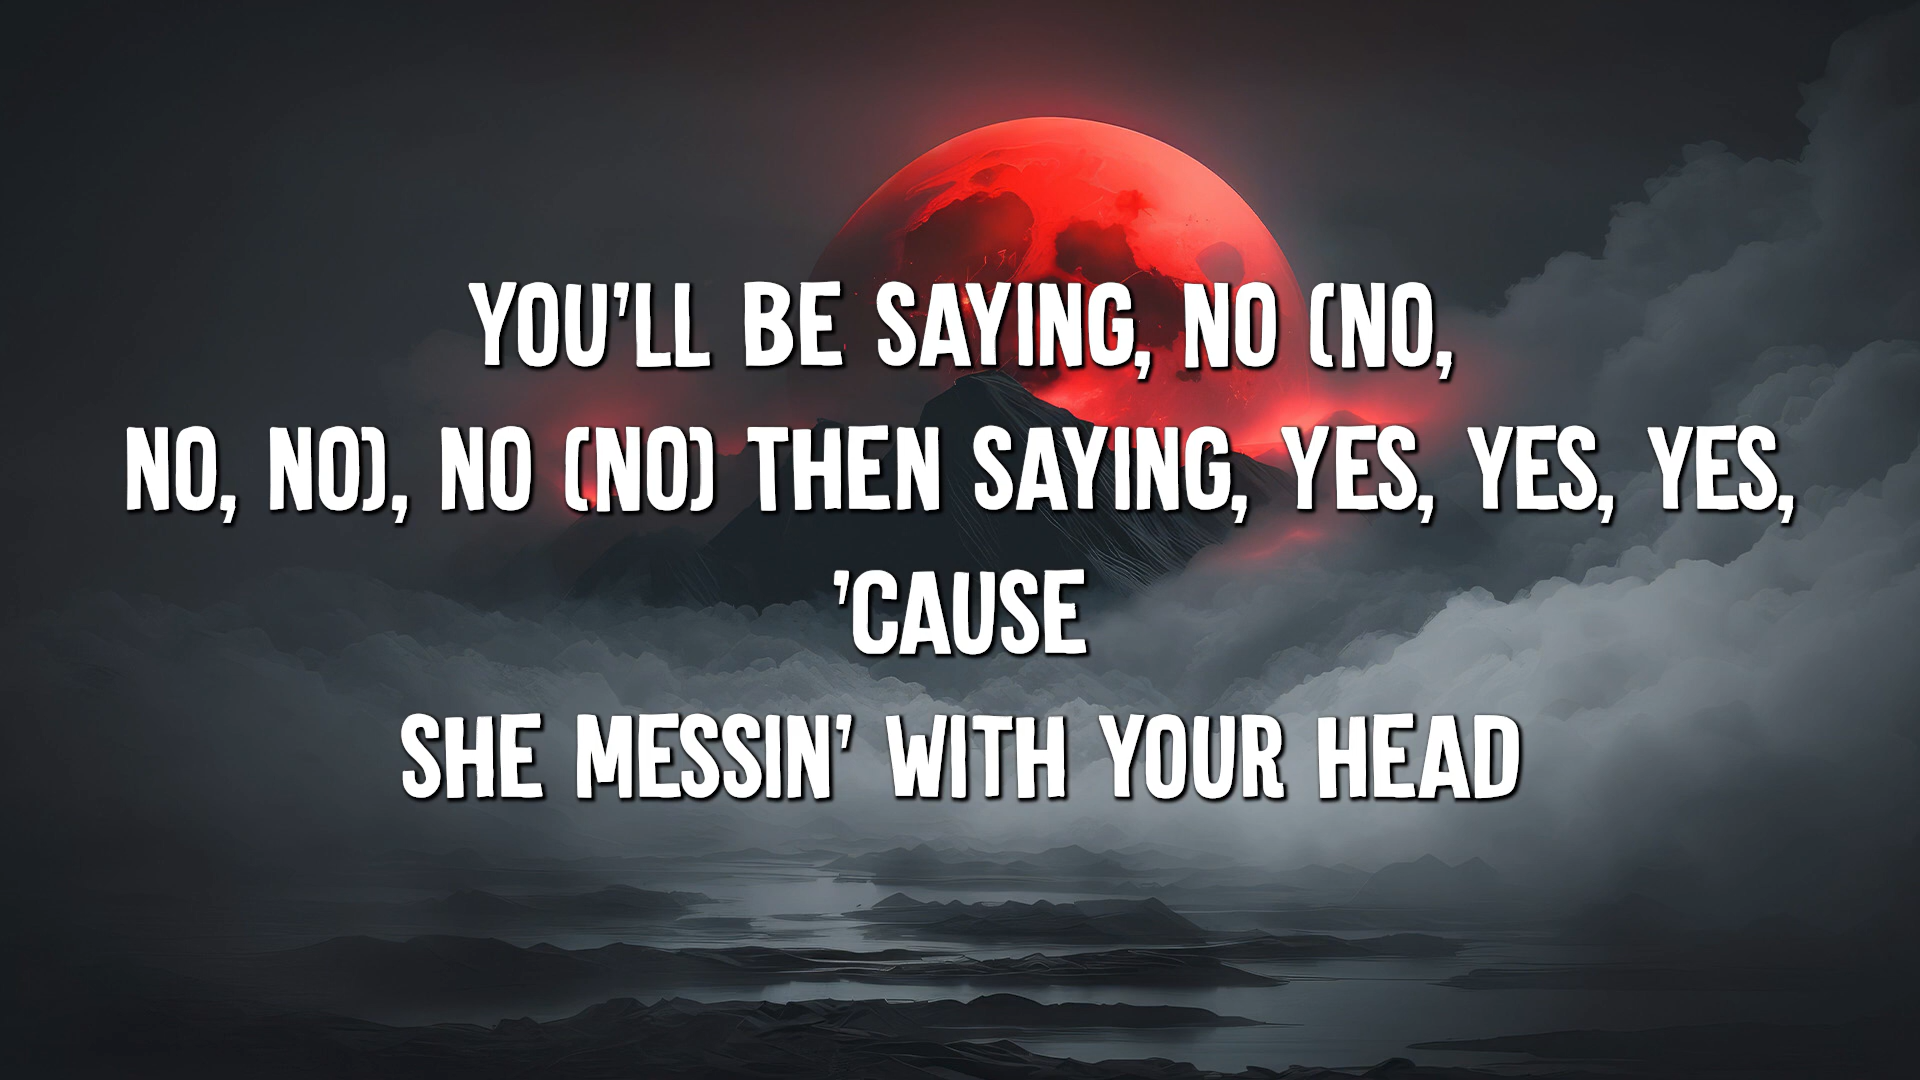 YOU'LL BE SAYING, NO (NO,
NO, NO), NO (NO) THEN SAYING, YES, YES, YES,
'CAUSE
SHE MESSIN' WITH YOUR HEAD